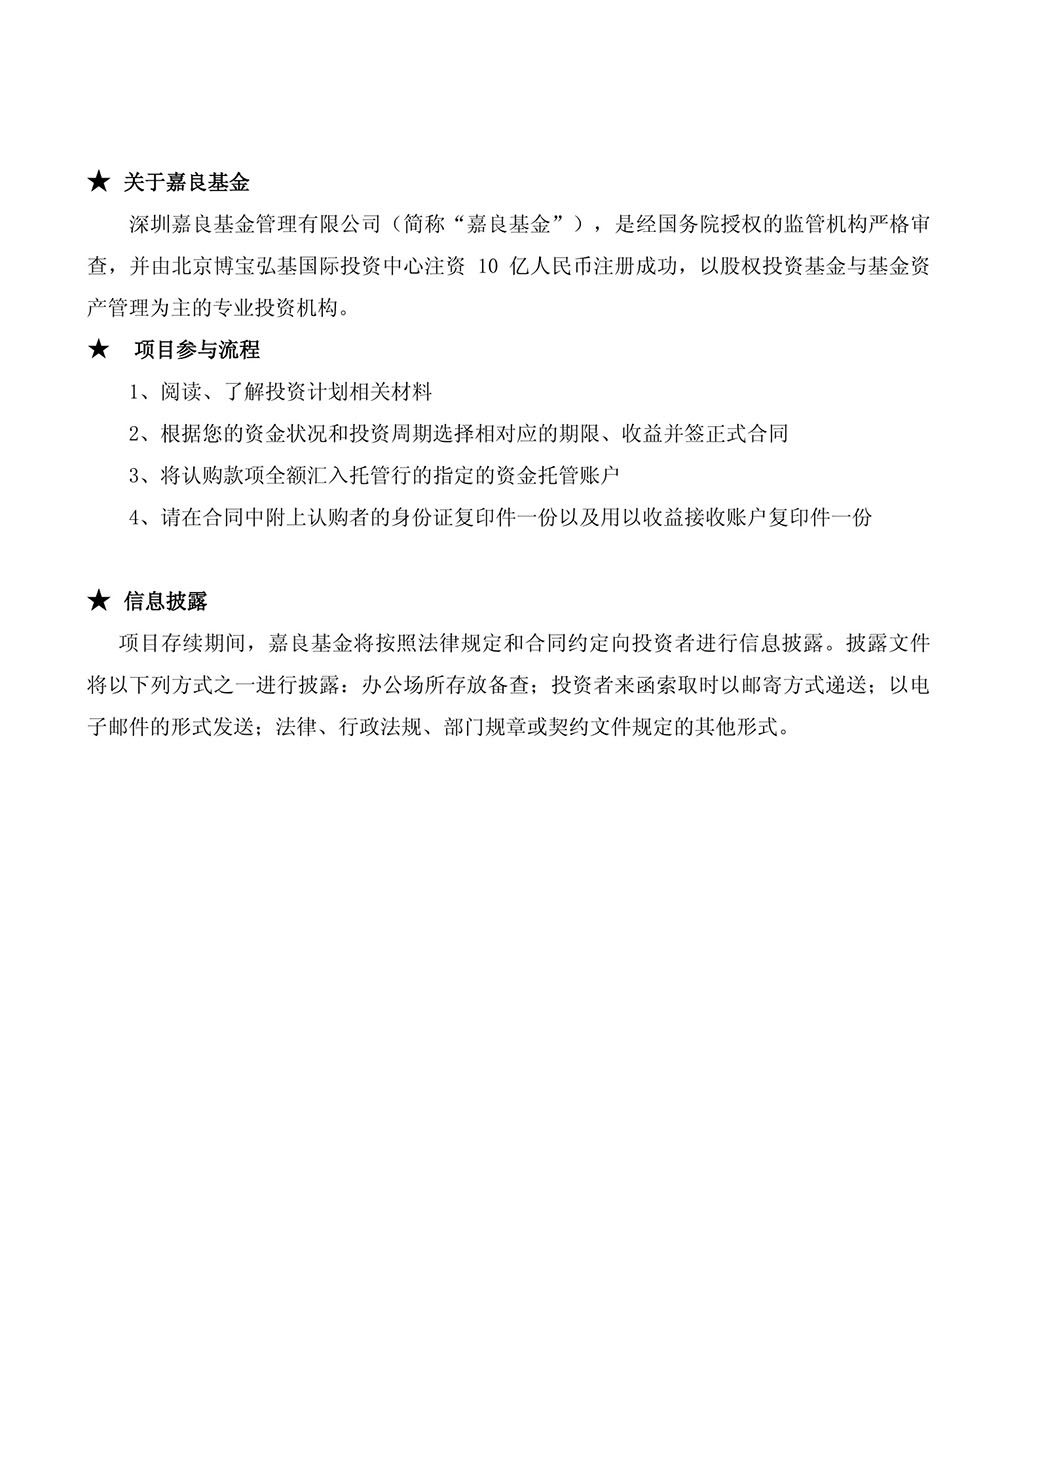 ★ 关于嘉良基金
深圳嘉良基金管理有限公司（简称“嘉良基金”），是经国务院授权的监管机构严格审
查，并由北京博宝弘基国际投资中心注资 10 亿人民币注册成功，以股权投资基金与基金资
产管理为主的专业投资机构。
★ 项目参与流程
1、阅读、了解投资计划相关材料
2、根据您的资金状况和投资周期选择相对应的期限、收益并签正式合同
3、将认购款项全额汇入托管行的指定的资金托管账户
4、请在合同中附上认购者的身份证复印件一份以及用以收益接收账户复印件一份
★ 信息披露
项目存续期间，嘉良基金将按照法律规定和合同约定向投资者进行信息披露。披露文件
将以下列方式之一进行披露：办公场所存放备查；投资者来函索取时以邮寄方式递送；以电
子邮件的形式发送；法律、行政法规、部门规章或契约文件规定的其他形式。